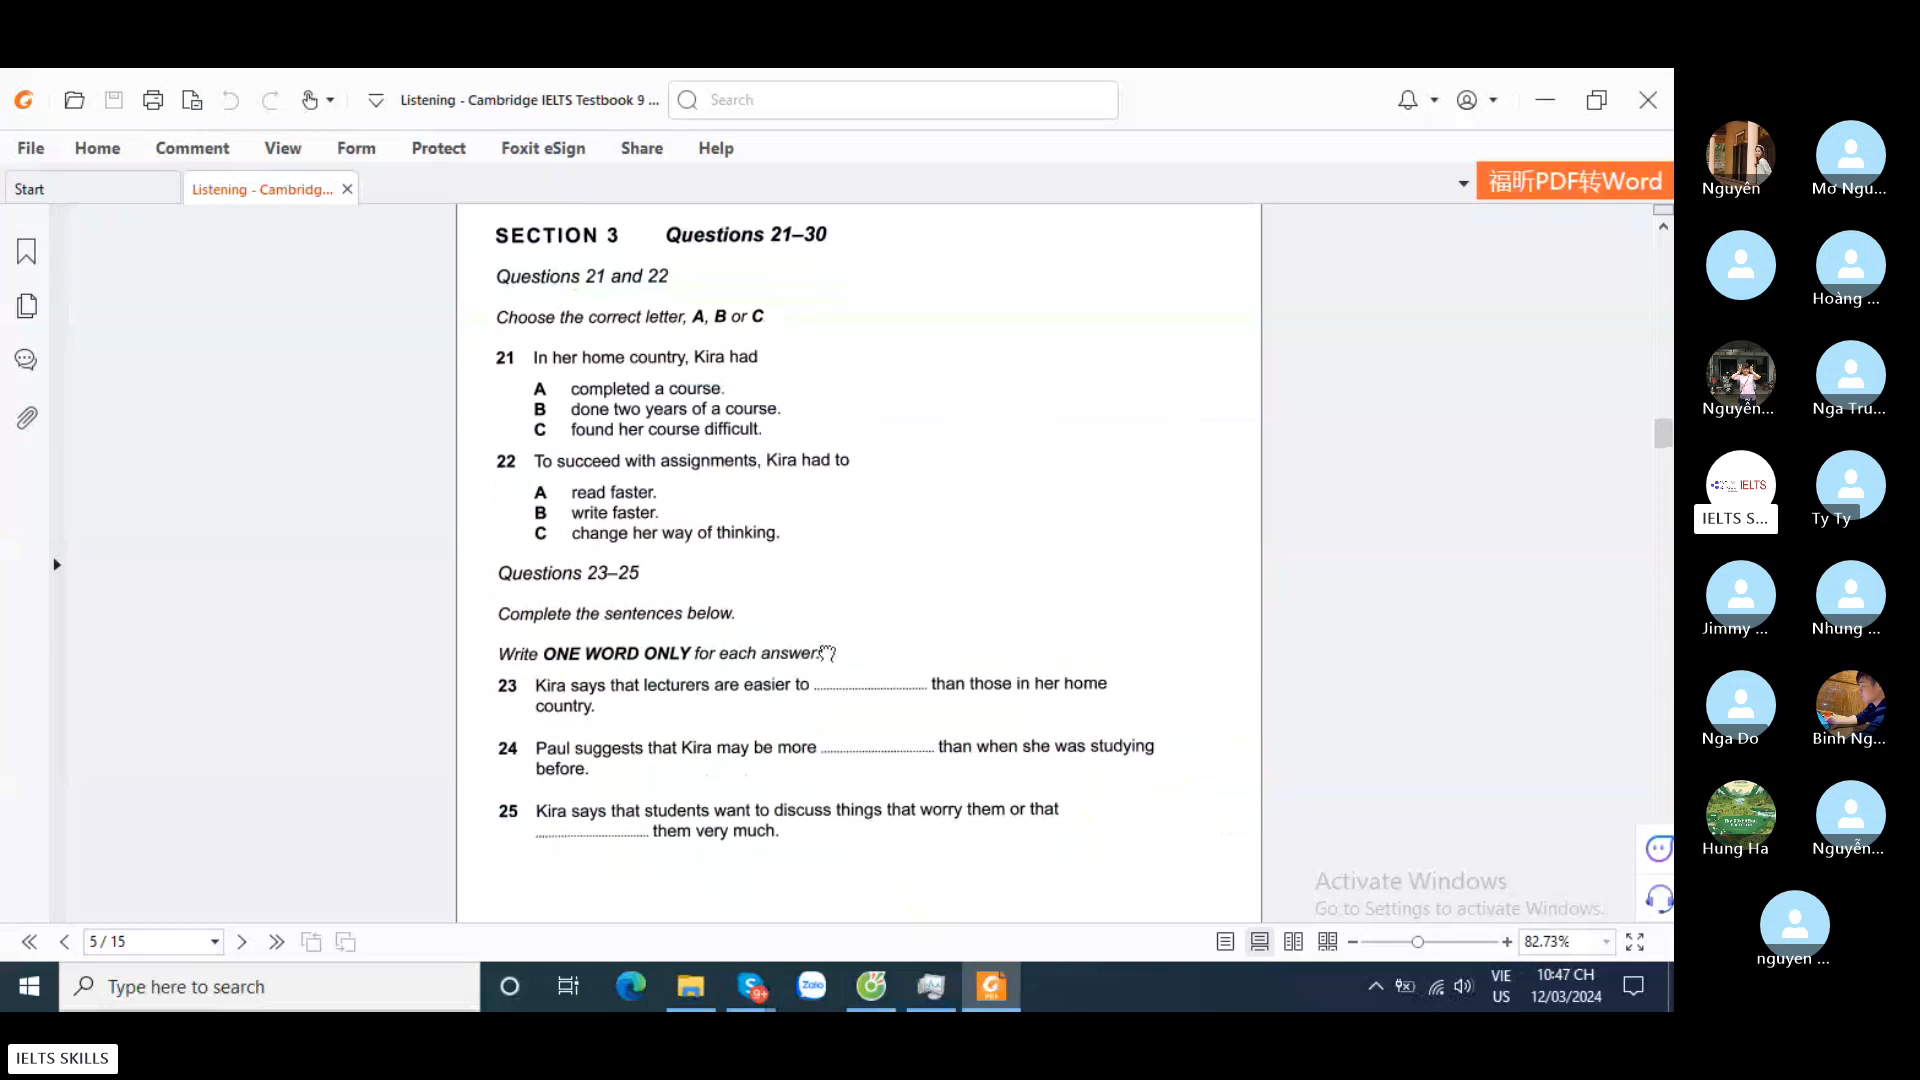 Listening - Cambridge IELTS Testbook 9 ...
Search
File Home Comment View Form Protect Foxit eSign Share Help
Start
Listening - Cambridg...
福昕PDF转Word
SECTION 3 Questions 21–30
Questions 21 and 22
Choose the correct letter, A, B or C
21 In her home country, Kira had
A completed a course.
B done two years of a course.
C found her course difficult.
22 To succeed with assignments, Kira had to
A read faster.
B write faster.
C change her way of thinking.
Questions 23–25
Complete the sentences below.
Write ONE WORD ONLY for each answer.
23 Kira says that lecturers are easier to ........................ than those in her home
country.
24 Paul suggests that Kira may be more ........................ than when she was studying
before.
25 Kira says that students want to discuss things that worry them or that
........................ them very much.
Activate Windows
Go to Settings to activate Windows.
5 / 15
82.73%
Type here to search
9+
Zalo
PDF
VIE
US
10:47 CH
12/03/2024
IELTS SKILLS
Nguyên
Mơ Ngu...
Hoàng ...
Nguyễn...
Nga Tru...
IELTS
IELTS S...
Ty Ty
Jimmy ...
Nhung ...
Nga Do
Binh Ng...
Hung Ha
Nguyễn...
nguyen ...